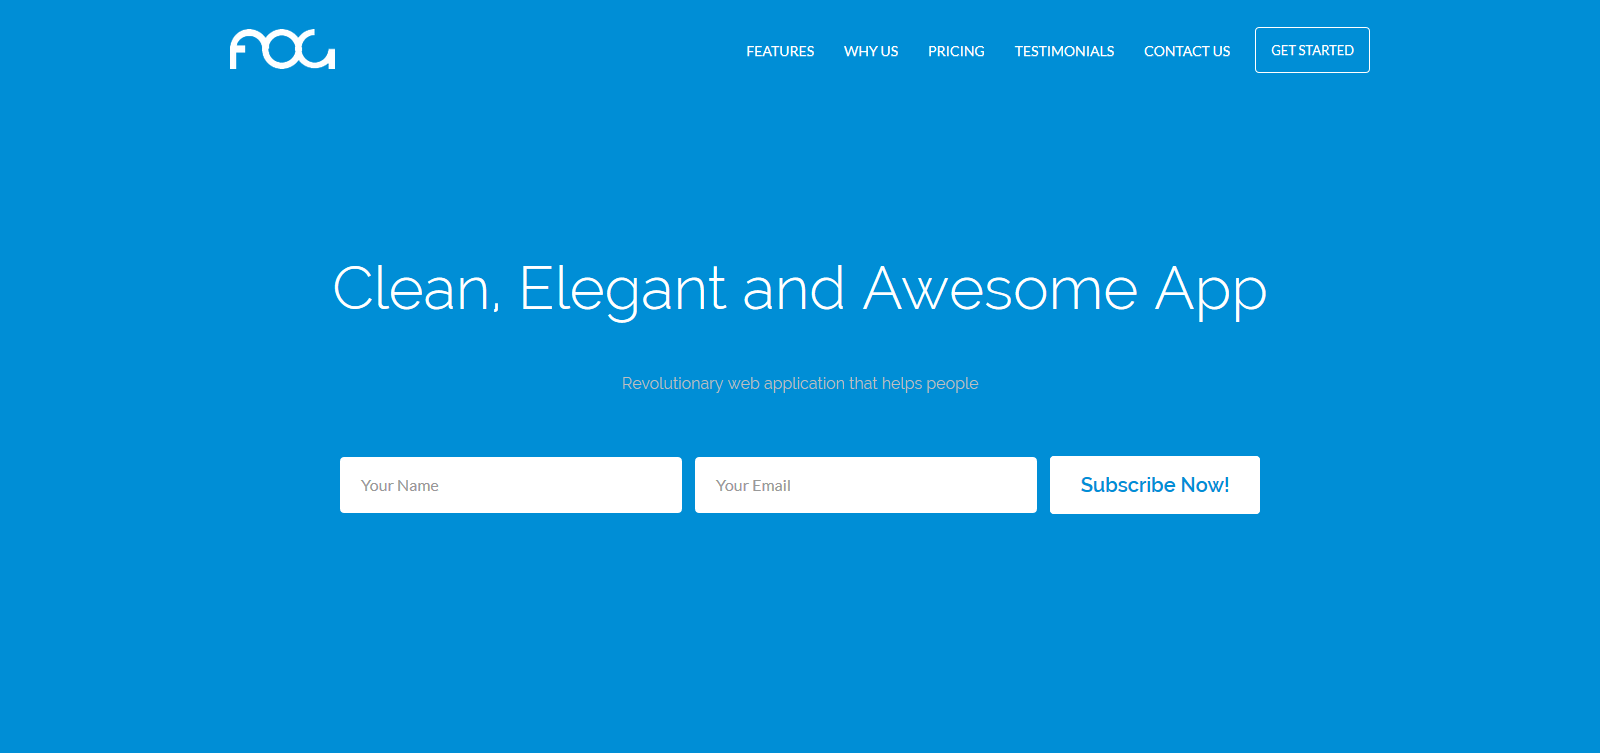 FOG
FEATURES WHY US PRICING TESTIMONIALS CONTACT US GET STARTED
Clean, Elegant and Awesome App
Revolutionary web application that helps people
Your Name Your Email Subscribe Now!